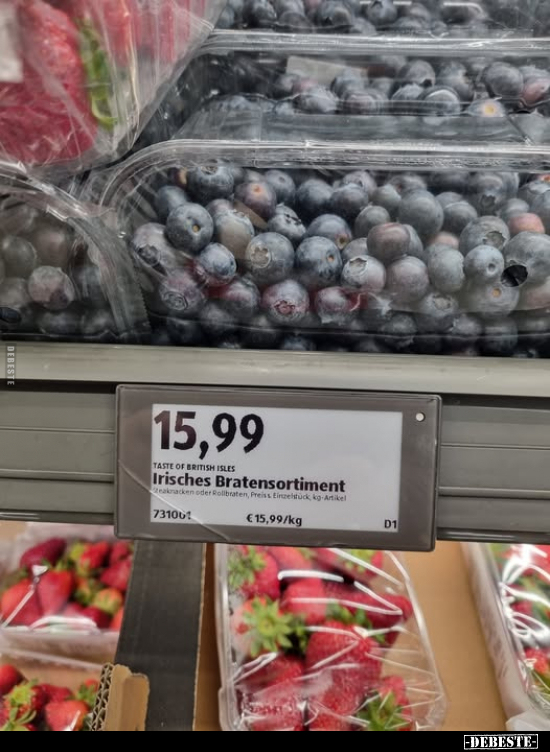 DEBESTE
15,99
TASTE OF BRITISH ISLES
Irisches Bratensortiment
Steaknacken oder Rollbraten, Preis s. Einzelstück, kg-Artikel
731001 €15,99/kg D1
-DEBESTE-